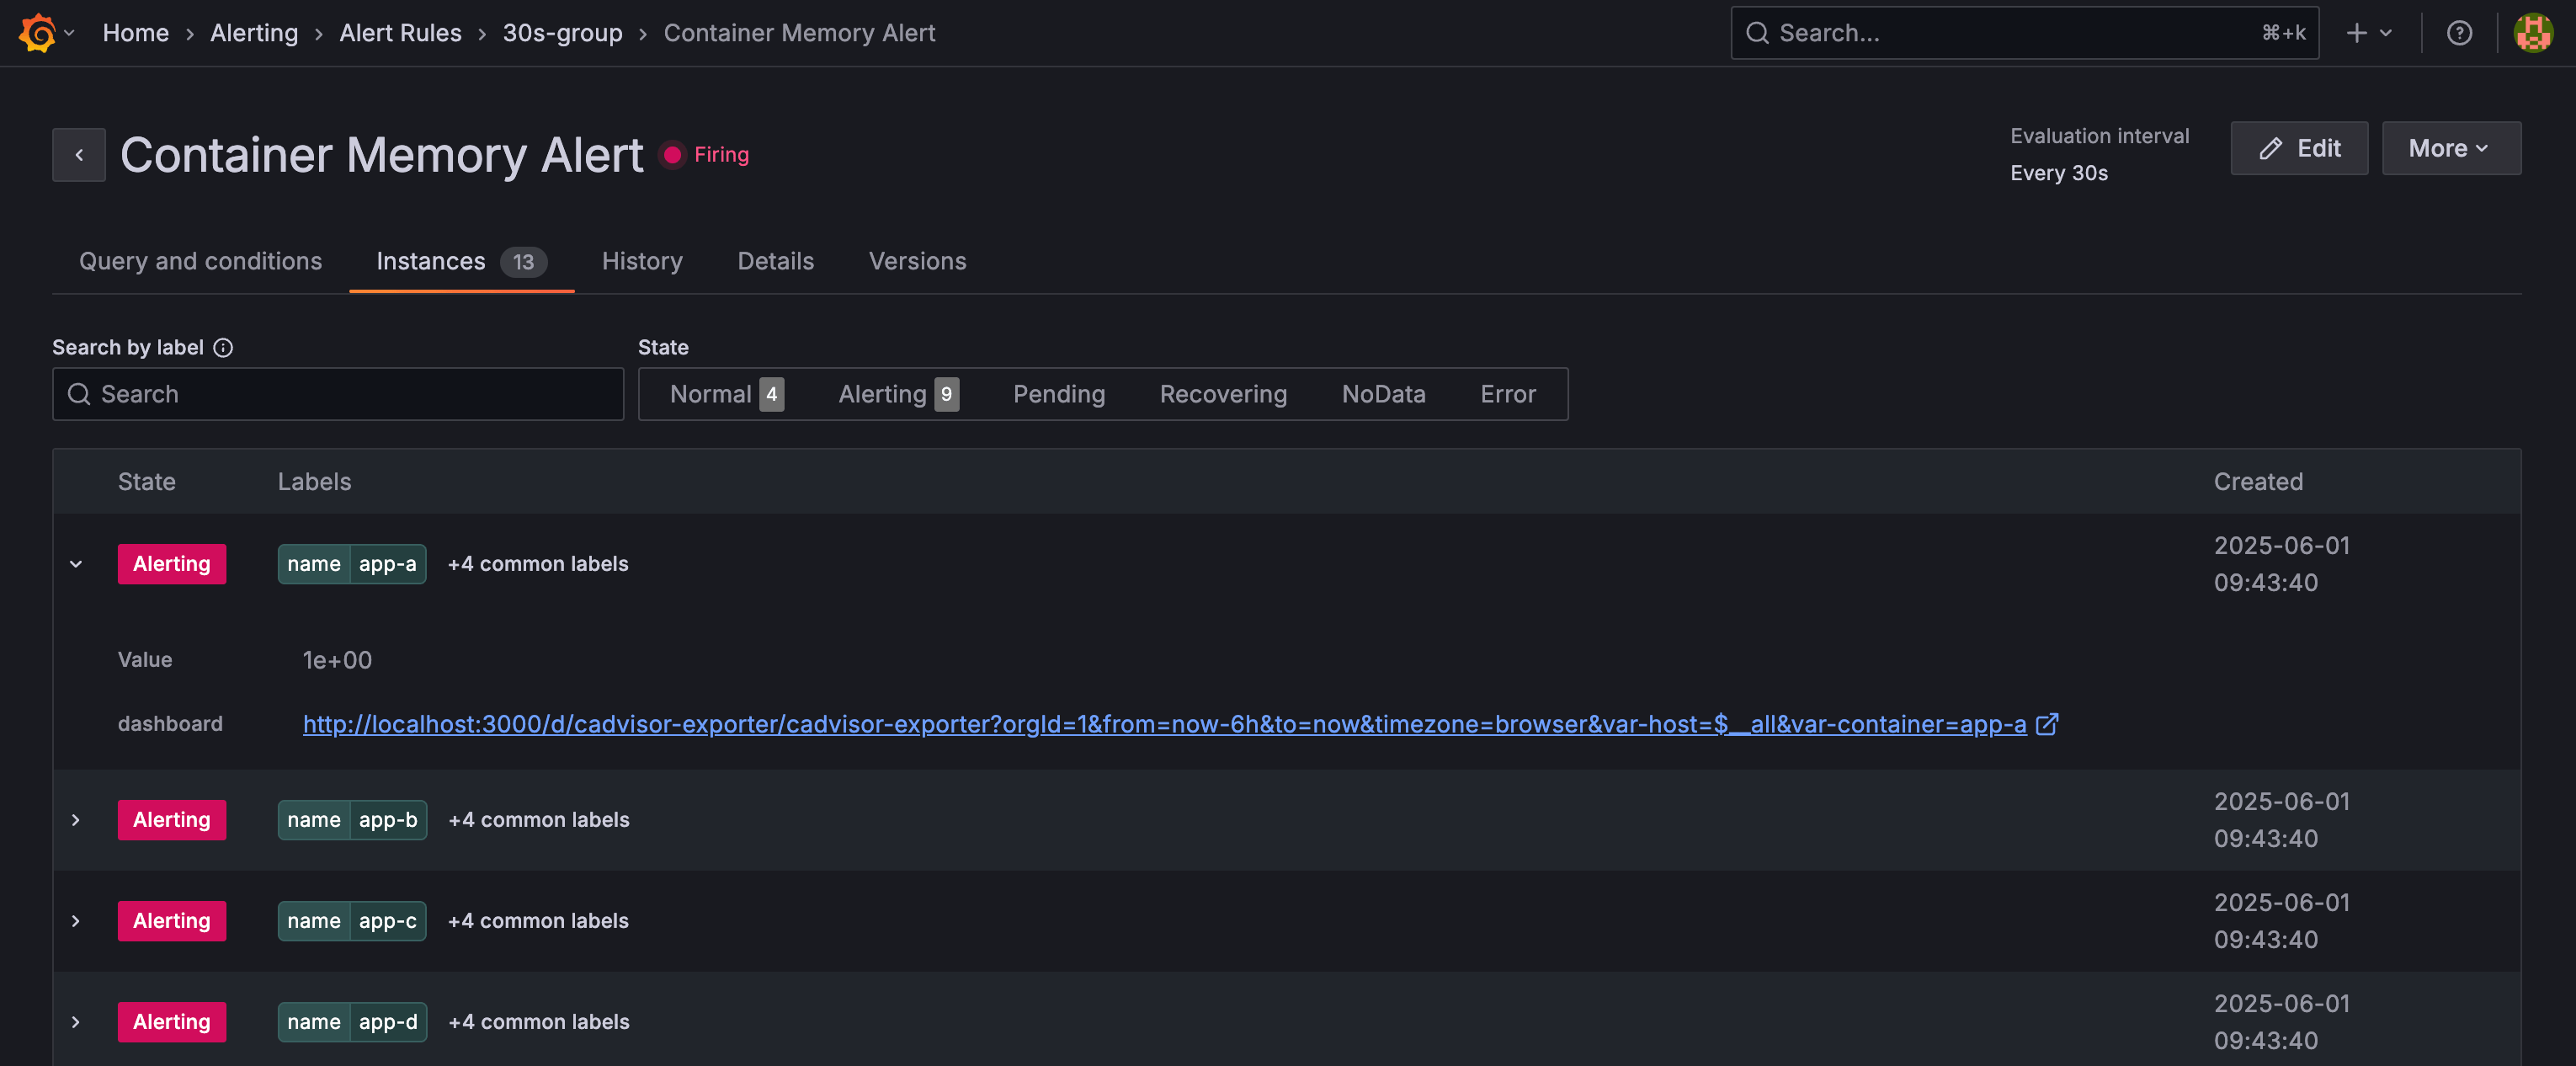 Home › Alerting › Alert Rules › 30s-group › Container Memory Alert
Search... ⌘+k
Container Memory Alert Firing
Evaluation interval
Every 30s
Edit
More
Query and conditions Instances 13 History Details Versions
Search by label
State
Search
Normal 4 Alerting 9 Pending Recovering NoData Error
State Labels Created
Alerting name app-a +4 common labels 2025-06-01
09:43:40
Value 1e+00
dashboard http://localhost:3000/d/cadvisor-exporter/cadvisor-exporter?orgId=1&from=now-6h&to=now&timezone=browser&var-host=$__all&var-container=app-a
Alerting name app-b +4 common labels 2025-06-01
09:43:40
Alerting name app-c +4 common labels 2025-06-01
09:43:40
Alerting name app-d +4 common labels 2025-06-01
09:43:40